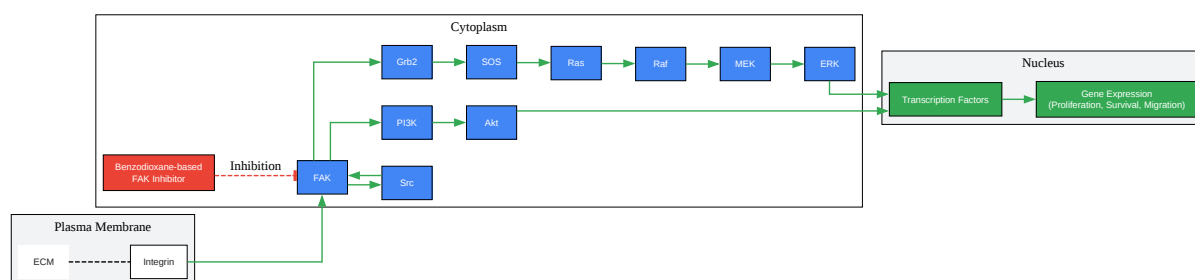 Cytoplasm
Grb2
SOS
Ras
Raf
MEK
ERK
Nucleus
Transcription Factors
Gene Expression
(Proliferation, Survival, Migration)
PI3K
Akt
Benzodioxane-based
FAK Inhibitor
Inhibition
FAK
Src
Plasma Membrane
ECM
Integrin